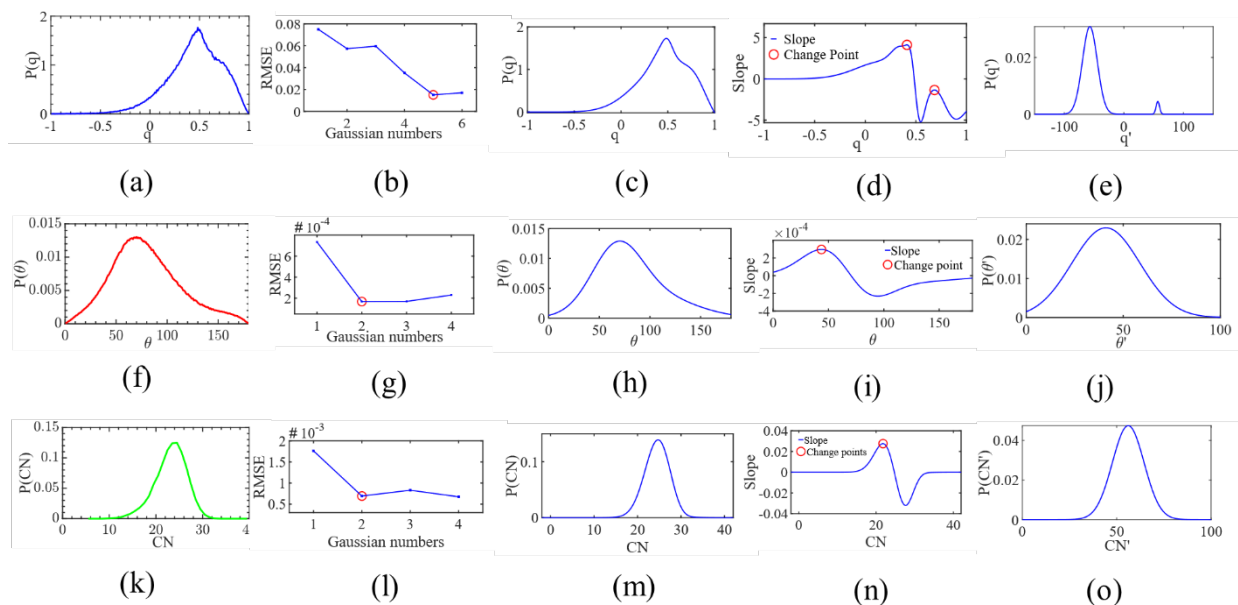 2
1
0
P(q)
-1 0 0.5 1
q
(a)
0.08
0.06
0.04
0.02
0
RMSE
2 4 6
Gaussian numbers
(b)
2
1
0
P(q)
-1 -0.5 0 0.5 1
q
(c)
5
0
-5
Slope
Slope
Change Point
-1 -0.5 0 0.5 1
q
(d)
0.02
0
P(q')
-100 0 100
q'
(e)
0.015
0.01
0.005
0
P(θ)
0 50 100 150
θ
(f)
# 10⁻⁴
6
4
2
RMSE
1 2 3 4
Gaussian numbers
(g)
0.015
0.01
0.005
0
P(θ)
0 50 100 150
θ
(h)
×10⁻⁴
4
2
0
-2
-4
Slope
Slope
Change point
0 50 100 150
θ
(i)
0.02
0.01
0
P(θ')
0 50 100
θ'
(j)
0.15
0.1
0.05
0
P(CN)
0 10 20 30 4
CN
(k)
# 10⁻³
2
1.5
1
0.5
RMSE
1 2 3 4
Gaussian numbers
(l)
0.1
0
P(CN)
0 10 20 30 40
CN
(m)
0.04
0.02
0
-0.02
-0.04
Slope
Slope
Change points
0 20 40
CN
(n)
0.04
0.02
0
P(CN')
0 50 100
CN'
(o)